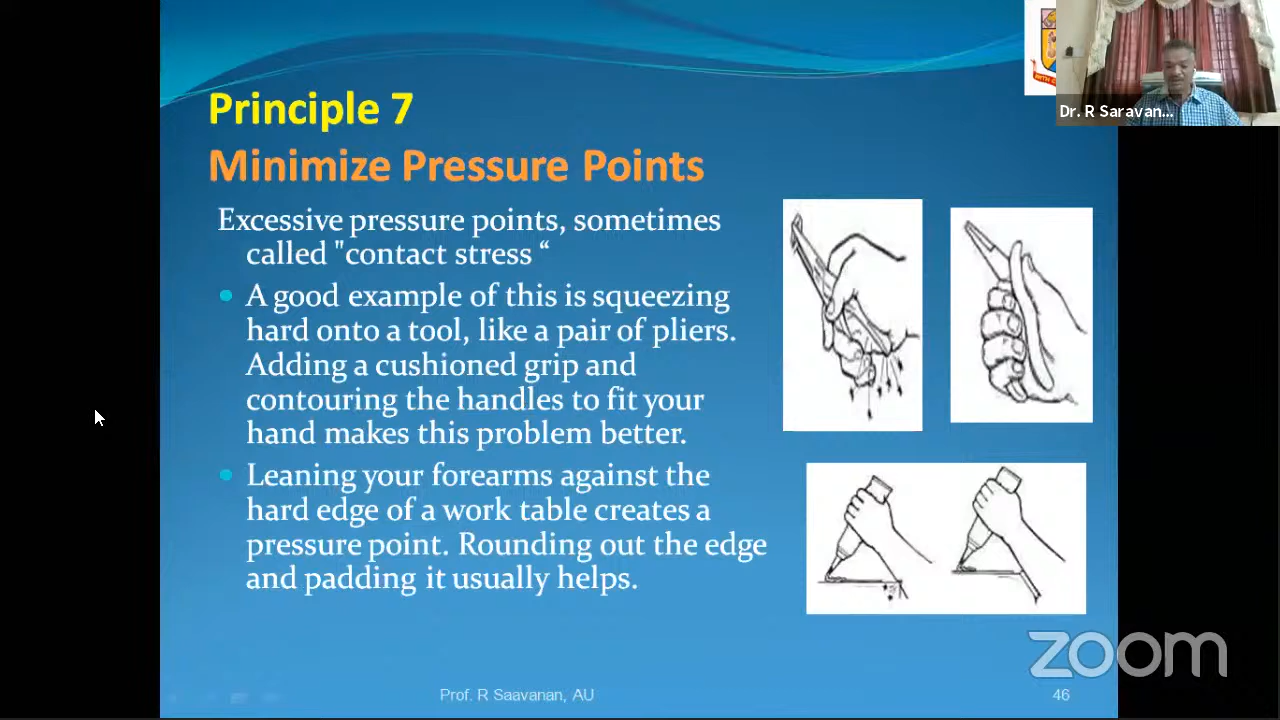 Principle 7
Minimize Pressure Points
Excessive pressure points, sometimes
called "contact stress “
A good example of this is squeezing
hard onto a tool, like a pair of pliers.
Adding a cushioned grip and
contouring the handles to fit your
hand makes this problem better.
Leaning your forearms against the
hard edge of a work table creates a
pressure point. Rounding out the edge
and padding it usually helps.
Dr. R Saravan...
zoom
Prof. R Saavanan, AU
46